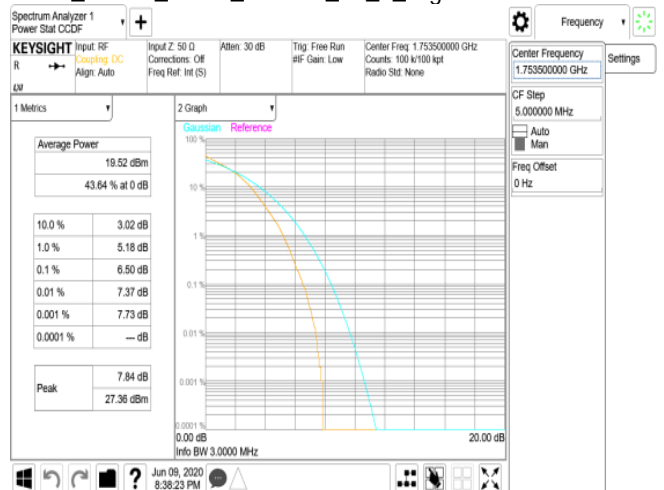 Spectrum Analyzer 1
Power Stat CCDF
Frequency
KEYSIGHT
Input: RF
Coupling: DC
Align: Auto
R
Input Z: 50 Ω
Corrections: Off
Freq Ref: Int (S)
Atten: 30 dB
Trig: Free Run
#IF Gain: Low
Center Freq: 1.753500000 GHz
Counts: 100 k/100 kpt
Radio Std: None
Center Frequency
1.753500000 GHz
Settings
CF Step
5.000000 MHz
Auto
Man
Freq Offset
0 Hz
1 Metrics
Average Power
19.52 dBm
43.64 % at 0 dB
10.0 % 3.02 dB
1.0 % 5.18 dB
0.1 % 6.50 dB
0.01 % 7.37 dB
0.001 % 7.73 dB
0.0001 % --- dB
Peak
7.84 dB
27.36 dBm
2 Graph
Gaussian Reference
100 %
10 %
1 %
0.1 %
0.01 %
0.001 %
0.0001 %
0.00 dB 20.00 dB
Info BW 3.0000 MHz
?
Jun 09, 2020
8:38:23 PM